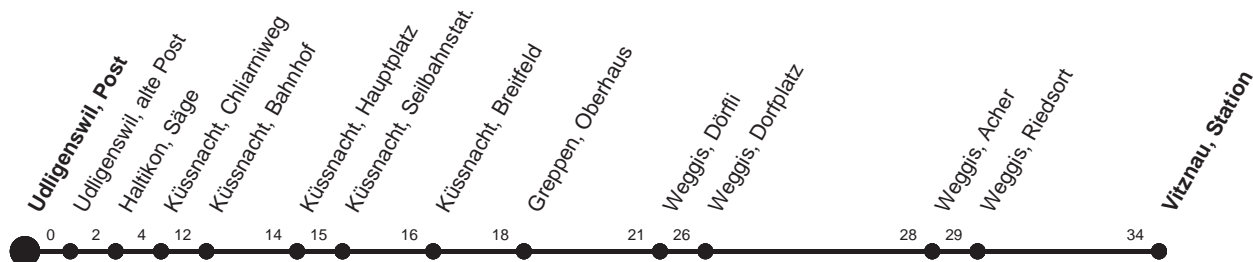 Udligenswil, Post
Udligenswil, alte Post
Haltikon, Säge
Küssnacht, Chliarniweg
Küssnacht, Bahnhof
Küssnacht, Hauptplatz
Küssnacht, Seilbahnstat.
Küssnacht, Breitfeld
Greppen, Oberhaus
Weggis, Dörfli
Weggis, Dorfplatz
Weggis, Acher
Weggis, Riedsort
Vitznau, Station
0 2 4 12 14 15 16 18 21 26 28 29 34